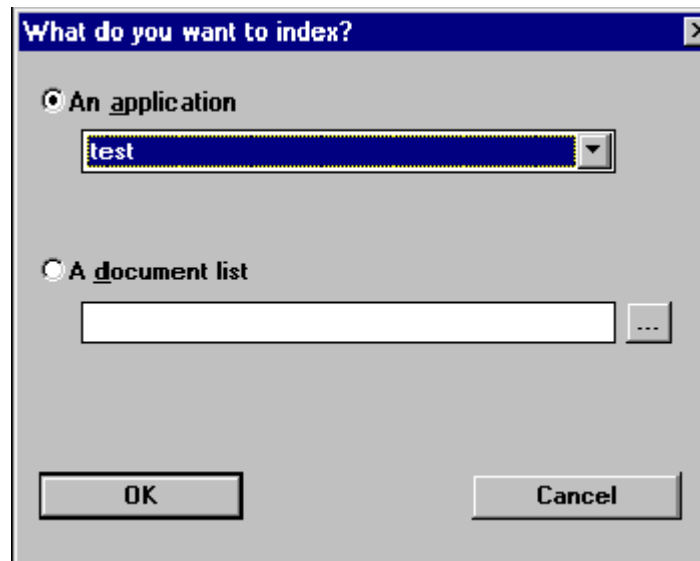 What do you want to index?
An application
test
A document list
...
OK
Cancel